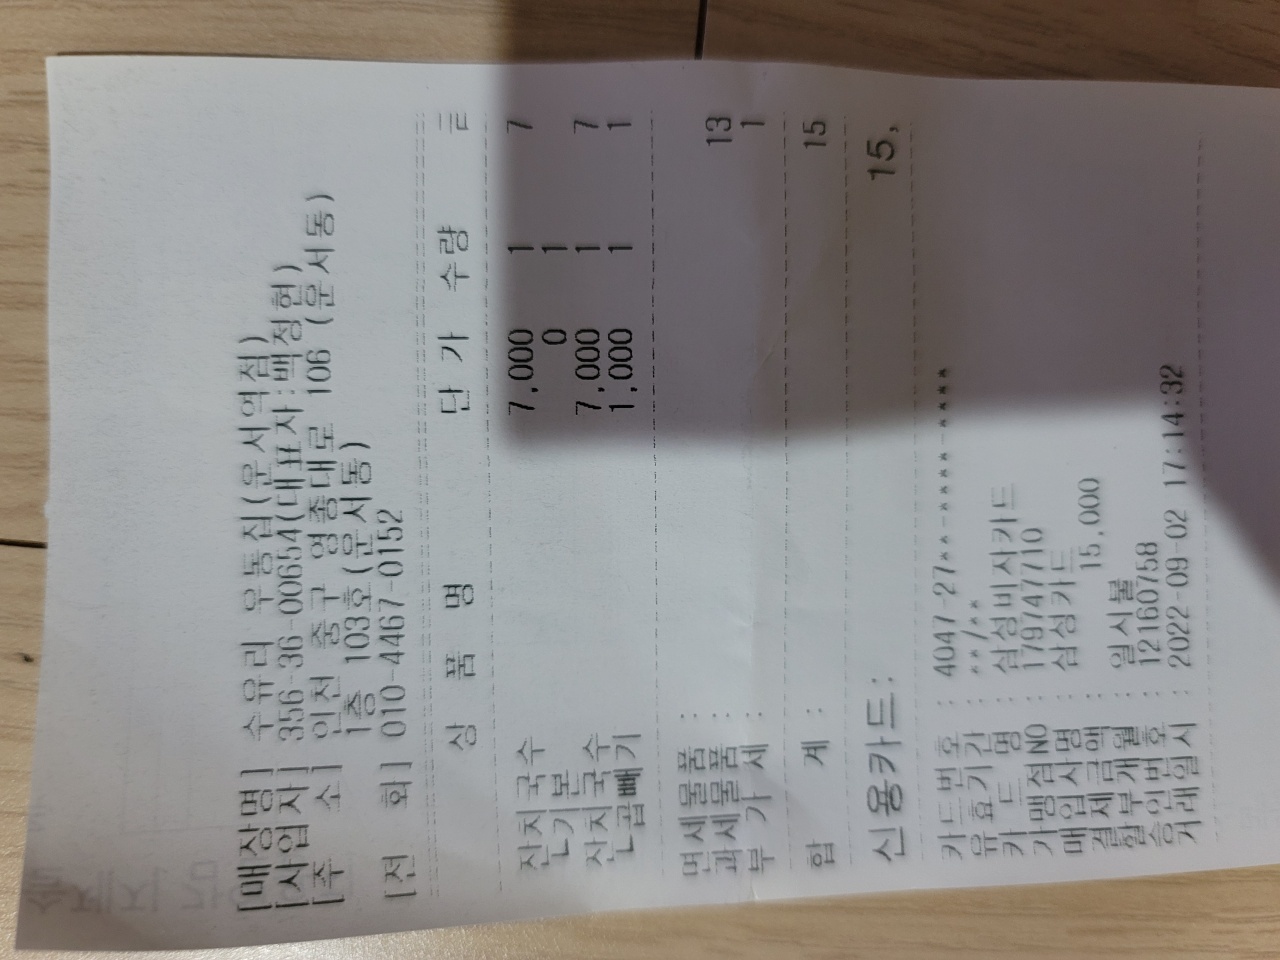 [매장명] 수유리 우동집(운서역점)
[사업자] 356-36-00654(대표자:백정현)
[주 소] 인천 중구 영종대로 106 (운서동)
1층 103호(운서동)
[전 화] 010-4467-0152
상 품 명 단 가 수량 금
잔치국수 7,000 1 7
0 1
잔치국수 7,000 1 7
곱빼기 1,000 1 1
면세물품 :
과세물품 : 13
부 가 세 : 1
합 계 : 15
신용카드: 15,
카드번호 : 4047-27**-****-****
유효기간 : **/**
카 드 명 : 삼성비자카드
가맹점NO : 179747710
매입사명 : 삼성카드
결제금액 : 15,000
할부개월 : 일시불
승인번호 : 12160758
거래일시 : 2022-09-02 17:14:32